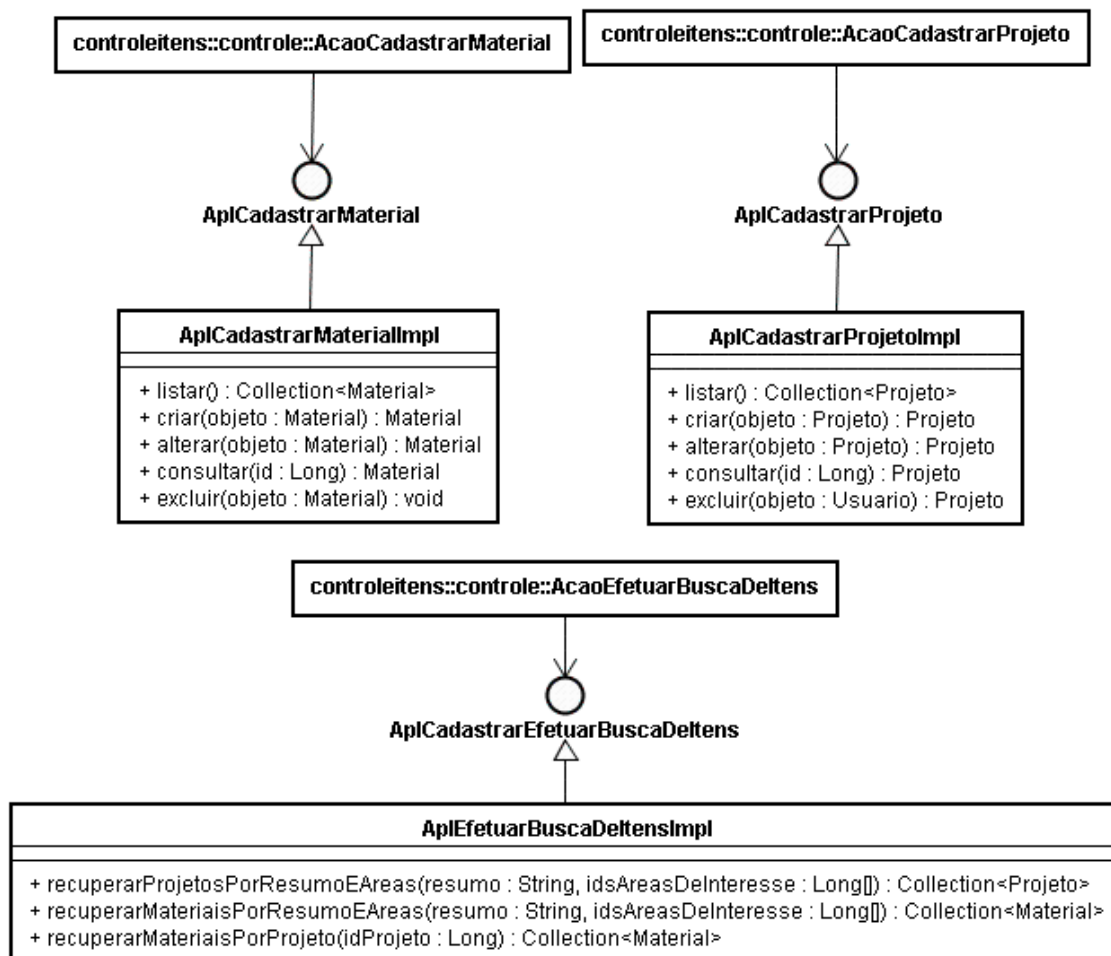 controleitens::controle::AcaoCadastrarMaterial
controleitens::controle::AcaoCadastrarProjeto
AplCadastrarMaterial
AplCadastrarProjeto
AplCadastrarMaterialImpl
+ listar() : Collection<Material>
+ criar(objeto : Material) : Material
+ alterar(objeto : Material) : Material
+ consultar(id : Long) : Material
+ excluir(objeto : Material) : void
AplCadastrarProjetoImpl
+ listar() : Collection<Projeto>
+ criar(objeto : Projeto) : Projeto
+ alterar(objeto : Projeto) : Projeto
+ consultar(id : Long) : Projeto
+ excluir(objeto : Usuario) : Projeto
controleitens::controle::AcaoEfetuarBuscaDeItens
AplCadastrarEfetuarBuscaDeItens
AplEfetuarBuscaDeItensImpl
+ recuperarProjetosPorResumoEAreas(resumo : String, idsAreasDeInteresse : Long[]) : Collection<Projeto>
+ recuperarMateriaisPorResumoEAreas(resumo : String, idsAreasDeInteresse : Long[]) : Collection<Material>
+ recuperarMateriaisPorProjeto(idProjeto : Long) : Collection<Material>